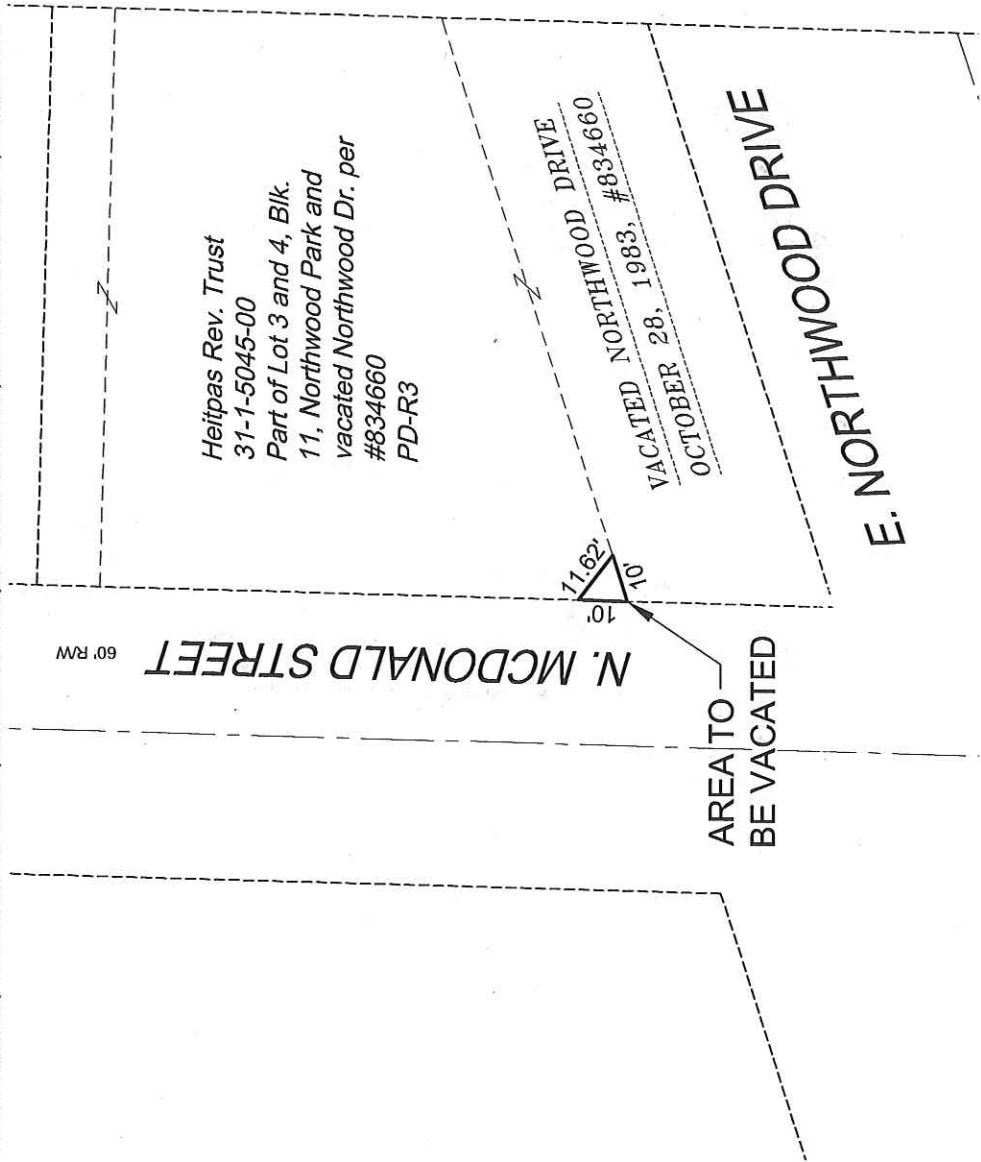 Heitpas Rev. Trust
31-1-5045-00
Part of Lot 3 and 4, Blk.
11, Northwood Park and
vacated Northwood Dr. per
#834660
PD-R3
VACATED NORTHWOOD DRIVE
OCTOBER 28, 1983, #834660
E. NORTHWOOD DRIVE
11.62'
10'
10'
N. MCDONALD STREET
60' R/W
AREA TO
BE VACATED